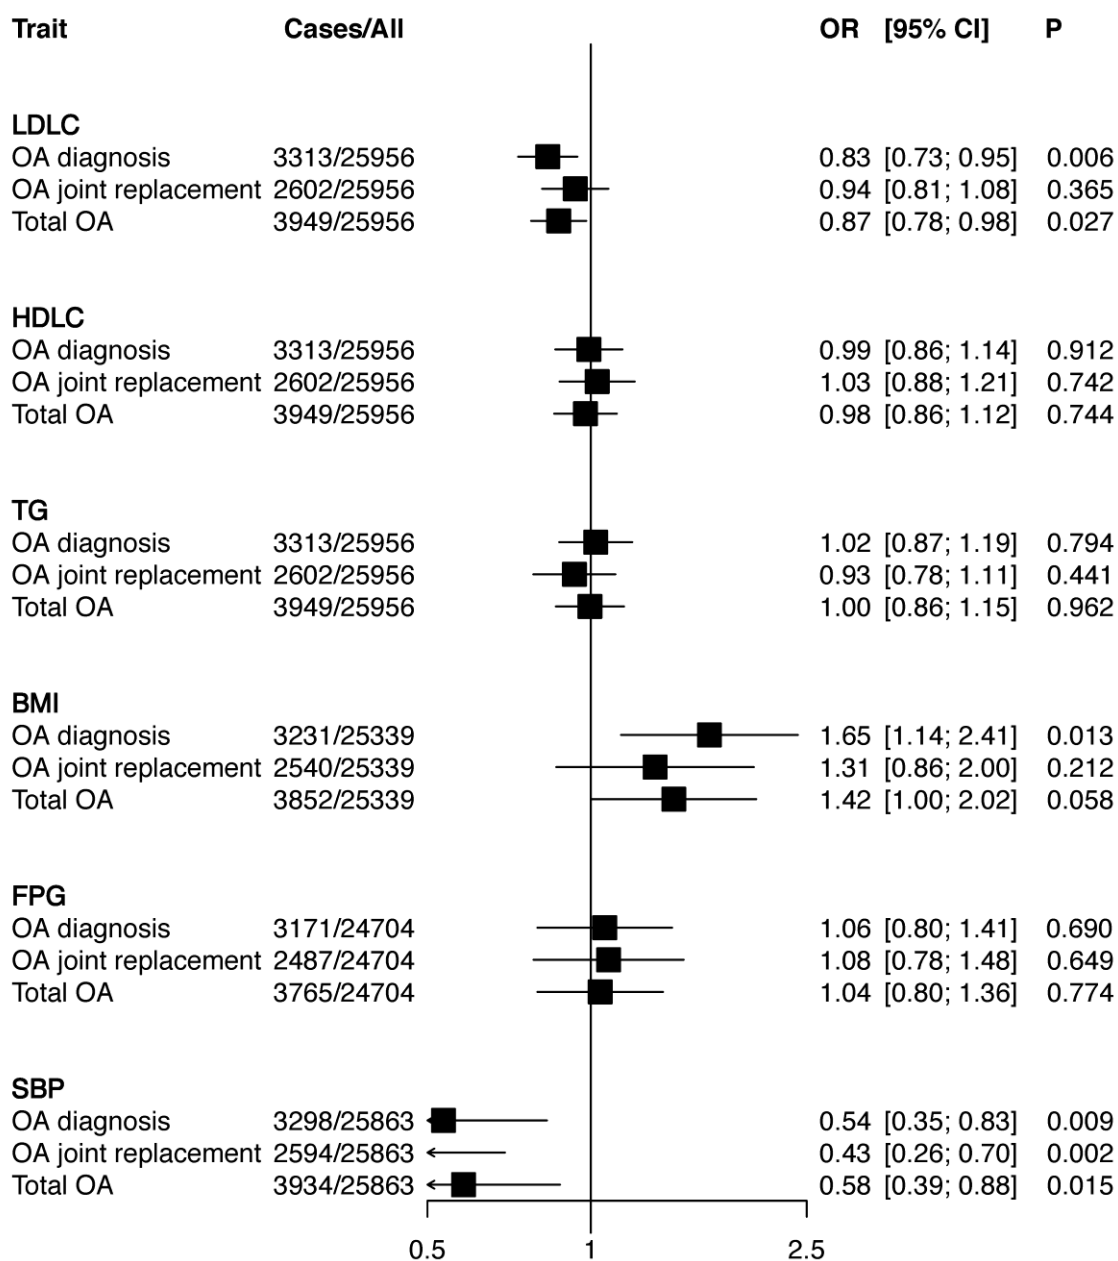 Trait Cases/All OR [95% CI] P
LDLC
OA diagnosis 3313/25956 0.83 [0.73; 0.95] 0.006
OA joint replacement 2602/25956 0.94 [0.81; 1.08] 0.365
Total OA 3949/25956 0.87 [0.78; 0.98] 0.027
HDLC
OA diagnosis 3313/25956 0.99 [0.86; 1.14] 0.912
OA joint replacement 2602/25956 1.03 [0.88; 1.21] 0.742
Total OA 3949/25956 0.98 [0.86; 1.12] 0.744
TG
OA diagnosis 3313/25956 1.02 [0.87; 1.19] 0.794
OA joint replacement 2602/25956 0.93 [0.78; 1.11] 0.441
Total OA 3949/25956 1.00 [0.86; 1.15] 0.962
BMI
OA diagnosis 3231/25339 1.65 [1.14; 2.41] 0.013
OA joint replacement 2540/25339 1.31 [0.86; 2.00] 0.212
Total OA 3852/25339 1.42 [1.00; 2.02] 0.058
FPG
OA diagnosis 3171/24704 1.06 [0.80; 1.41] 0.690
OA joint replacement 2487/24704 1.08 [0.78; 1.48] 0.649
Total OA 3765/24704 1.04 [0.80; 1.36] 0.774
SBP
OA diagnosis 3298/25863 0.54 [0.35; 0.83] 0.009
OA joint replacement 2594/25863 0.43 [0.26; 0.70] 0.002
Total OA 3934/25863 0.58 [0.39; 0.88] 0.015
0.5 1 2.5